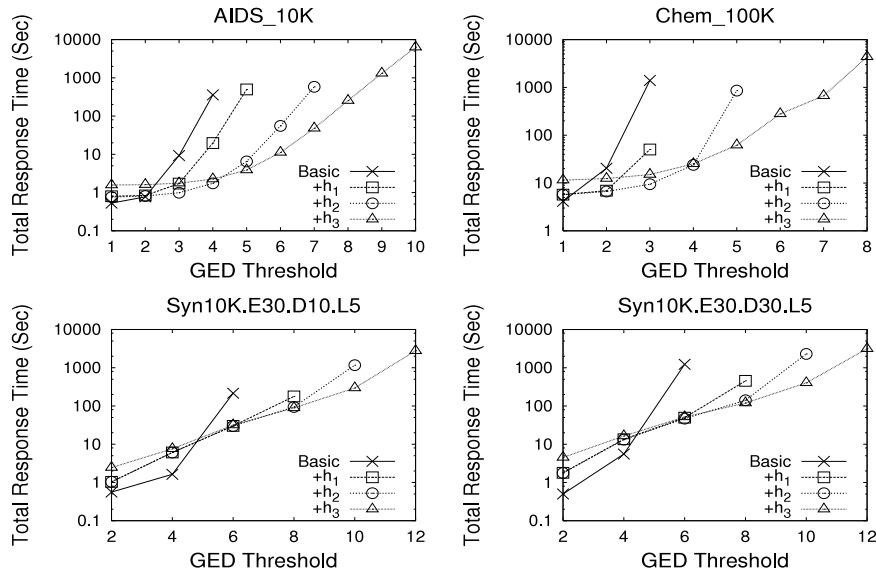 AIDS_10K
Total Response Time (Sec)
10000
1000
100
10
1
0.1
1 2 3 4 5 6 7 8 9 10
GED Threshold
Basic
+h1
+h2
+h3
Chem_100K
Total Response Time (Sec)
10000
1000
100
10
1
1 2 3 4 5 6 7 8
GED Threshold
Basic
+h1
+h2
+h3
Syn10K.E30.D10.L5
Total Response Time (Sec)
10000
1000
100
10
1
0.1
2 4 6 8 10 12
GED Threshold
Basic
+h1
+h2
+h3
Syn10K.E30.D30.L5
Total Response Time (Sec)
10000
1000
100
10
1
0.1
2 4 6 8 10 12
GED Threshold
Basic
+h1
+h2
+h3